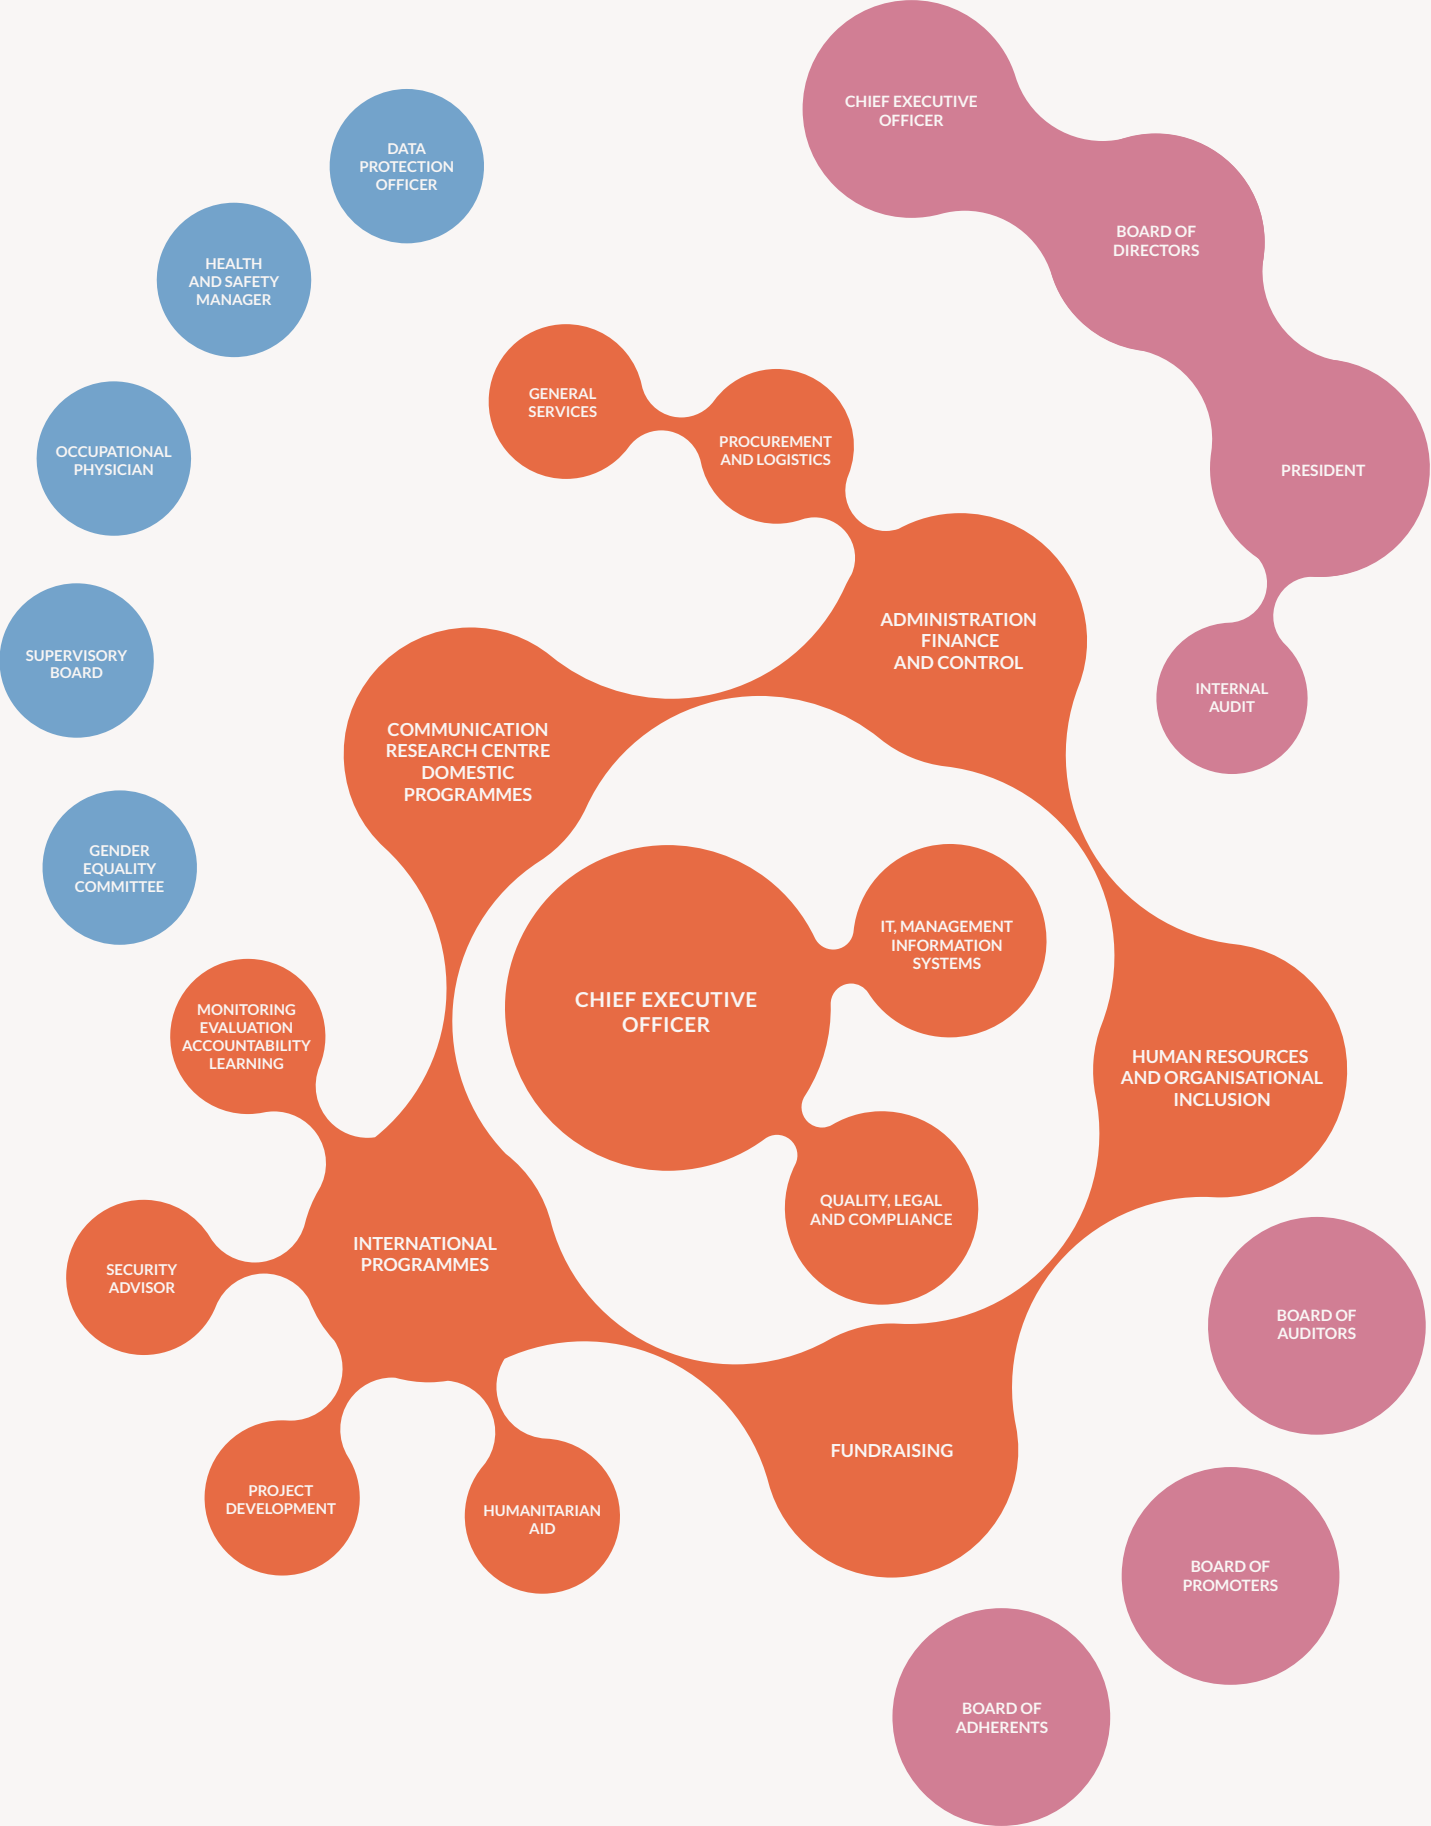 CHIEF EXECUTIVE
OFFICER
DATA
PROTECTION
OFFICER
BOARD OF
DIRECTORS
HEALTH
AND SAFETY
MANAGER
GENERAL
SERVICES
PROCUREMENT
AND LOGISTICS
OCCUPATIONAL
PHYSICIAN
PRESIDENT
ADMINISTRATION
FINANCE
AND CONTROL
SUPERVISORY
BOARD
INTERNAL
AUDIT
COMMUNICATION
RESEARCH CENTRE
DOMESTIC
PROGRAMMES
GENDER
EQUALITY
COMMITTEE
IT, MANAGEMENT
INFORMATION
SYSTEMS
CHIEF EXECUTIVE
OFFICER
MONITORING
EVALUATION
ACCOUNTABILITY
LEARNING
HUMAN RESOURCES
AND ORGANISATIONAL
INCLUSION
QUALITY, LEGAL
AND COMPLIANCE
INTERNATIONAL
PROGRAMMES
SECURITY
ADVISOR
BOARD OF
AUDITORS
FUNDRAISING
PROJECT
DEVELOPMENT
HUMANITARIAN
AID
BOARD OF
PROMOTERS
BOARD OF
ADHERENTS